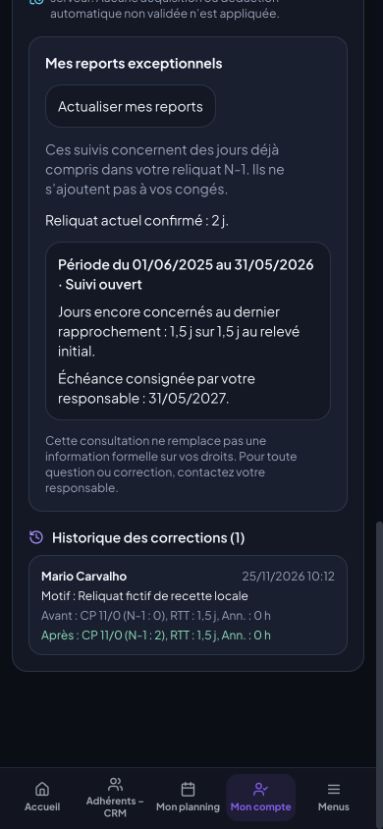 serveur. Aucune acquisition ou déduction
automatique non validée n'est appliquée.
Mes reports exceptionnels
Actualiser mes reports
Ces suivis concernent des jours déjà
compris dans votre reliquat N-1. Ils ne
s'ajoutent pas à vos congés.
Reliquat actuel confirmé : 2 j.
Période du 01/06/2025 au 31/05/2026
· Suivi ouvert
Jours encore concernés au dernier
rapprochement : 1,5 j sur 1,5 j au relevé
initial.
Échéance consignée par votre
responsable : 31/05/2027.
Cette consultation ne remplace pas une
information formelle sur vos droits. Pour toute
question ou correction, contactez votre
responsable.
Historique des corrections (1)
Mario Carvalho 25/11/2026 10:12
Motif : Reliquat fictif de recette locale
Avant : CP 11/0 (N-1 : 0), RTT : 1,5 j, Ann. : 0 h
Après : CP 11/0 (N-1 : 2), RTT : 1,5 j, Ann. : 0 h
Accueil
Adhérents –
CRM
Mon planning
Mon compte
Menus